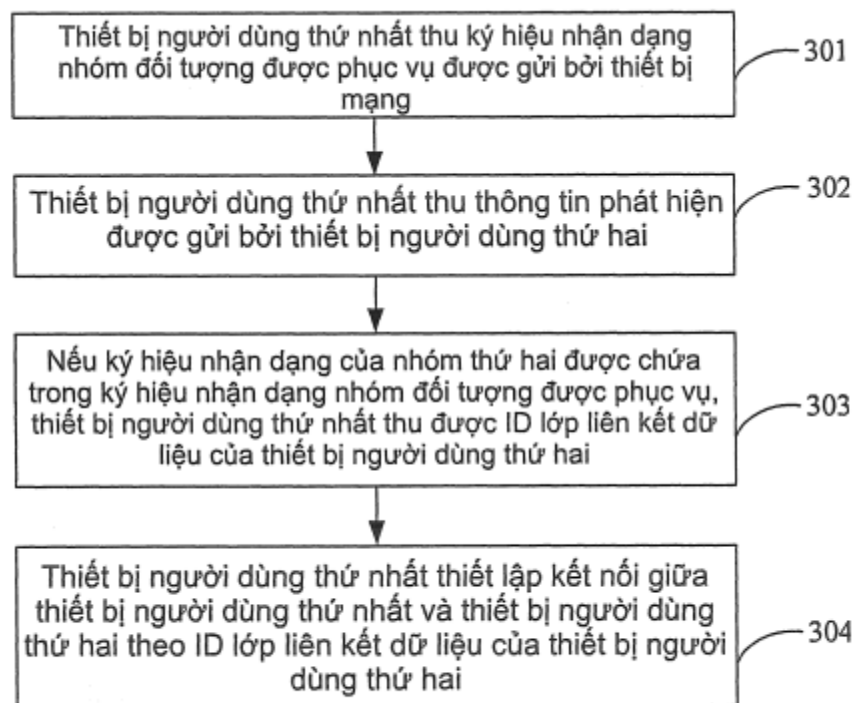 Thiết bị người dùng thứ nhất thu ký hiệu nhận dạng
nhóm đối tượng được phục vụ được gửi bởi thiết bị
mạng
301
Thiết bị người dùng thứ nhất thu thông tin phát hiện
được gửi bởi thiết bị người dùng thứ hai
302
Nếu ký hiệu nhận dạng của nhóm thứ hai được chứa
trong ký hiệu nhận dạng nhóm đối tượng được phục vụ,
thiết bị người dùng thứ nhất thu được ID lớp liên kết dữ
liệu của thiết bị người dùng thứ hai
303
Thiết bị người dùng thứ nhất thiết lập kết nối giữa
thiết bị người dùng thứ nhất và thiết bị người dùng
thứ hai theo ID lớp liên kết dữ liệu của thiết bị người
dùng thứ hai
304